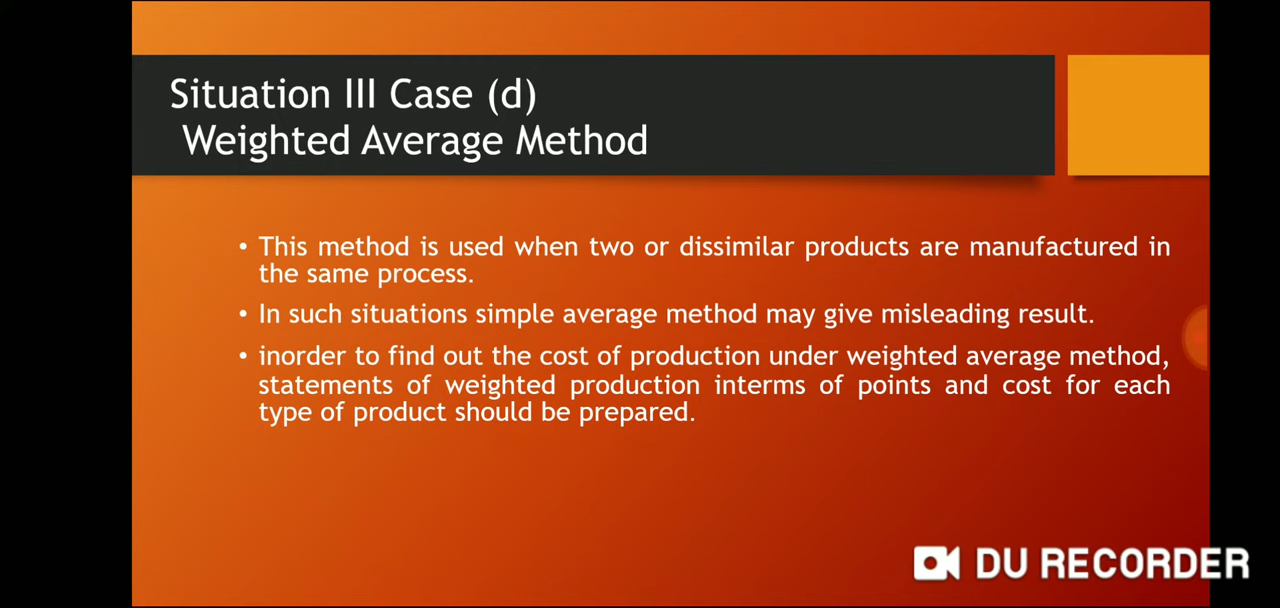 Situation III Case (d)
Weighted Average Method
• This method is used when two or dissimilar products are manufactured in
the same process.
• In such situations simple average method may give misleading result.
• inorder to find out the cost of production under weighted average method,
statements of weighted production interms of points and cost for each
type of product should be prepared.
DU RECORDER